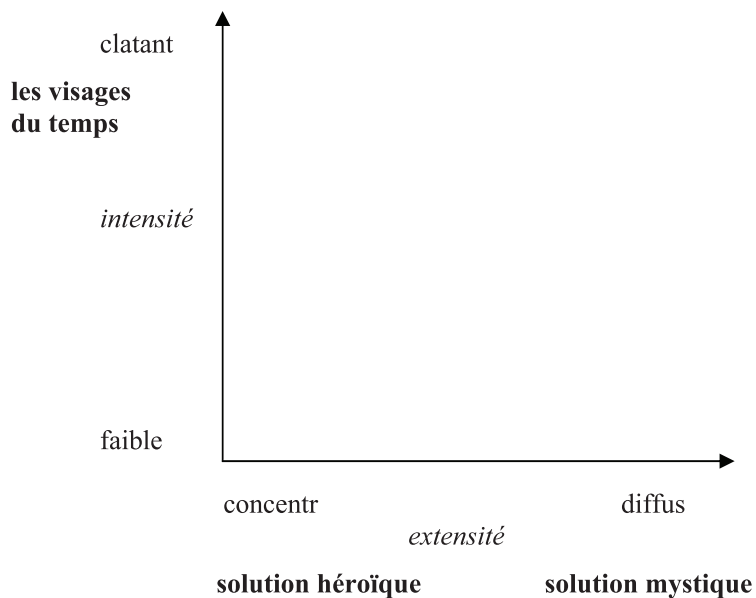 clatant
les visages
du temps
intensité
faible
concentr diffus
extensité
solution héroïque solution mystique